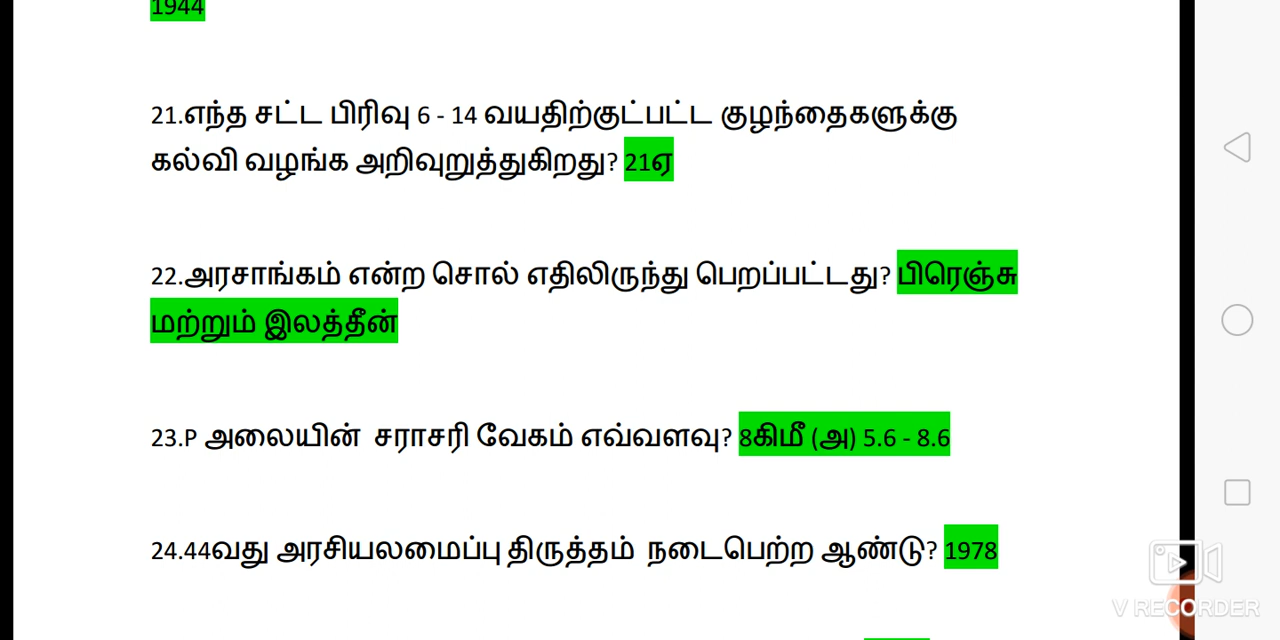 1944
21.எந்த சட்ட பிரிவு 6 - 14 வயதிற்குட்பட்ட குழந்தைகளுக்கு
கல்வி வழங்க அறிவுறுத்துகிறது? 21ஏ
22.அரசாங்கம் என்ற சொல் எதிலிருந்து பெறப்பட்டது? பிரெஞ்சு
மற்றும் இலத்தீன்
23.P அலையின் சராசரி வேகம் எவ்வளவு? 8கிமீ (அ) 5.6 - 8.6
24.44வது அரசியலமைப்பு திருத்தம் நடைபெற்ற ஆண்டு? 1978
V RECORDER